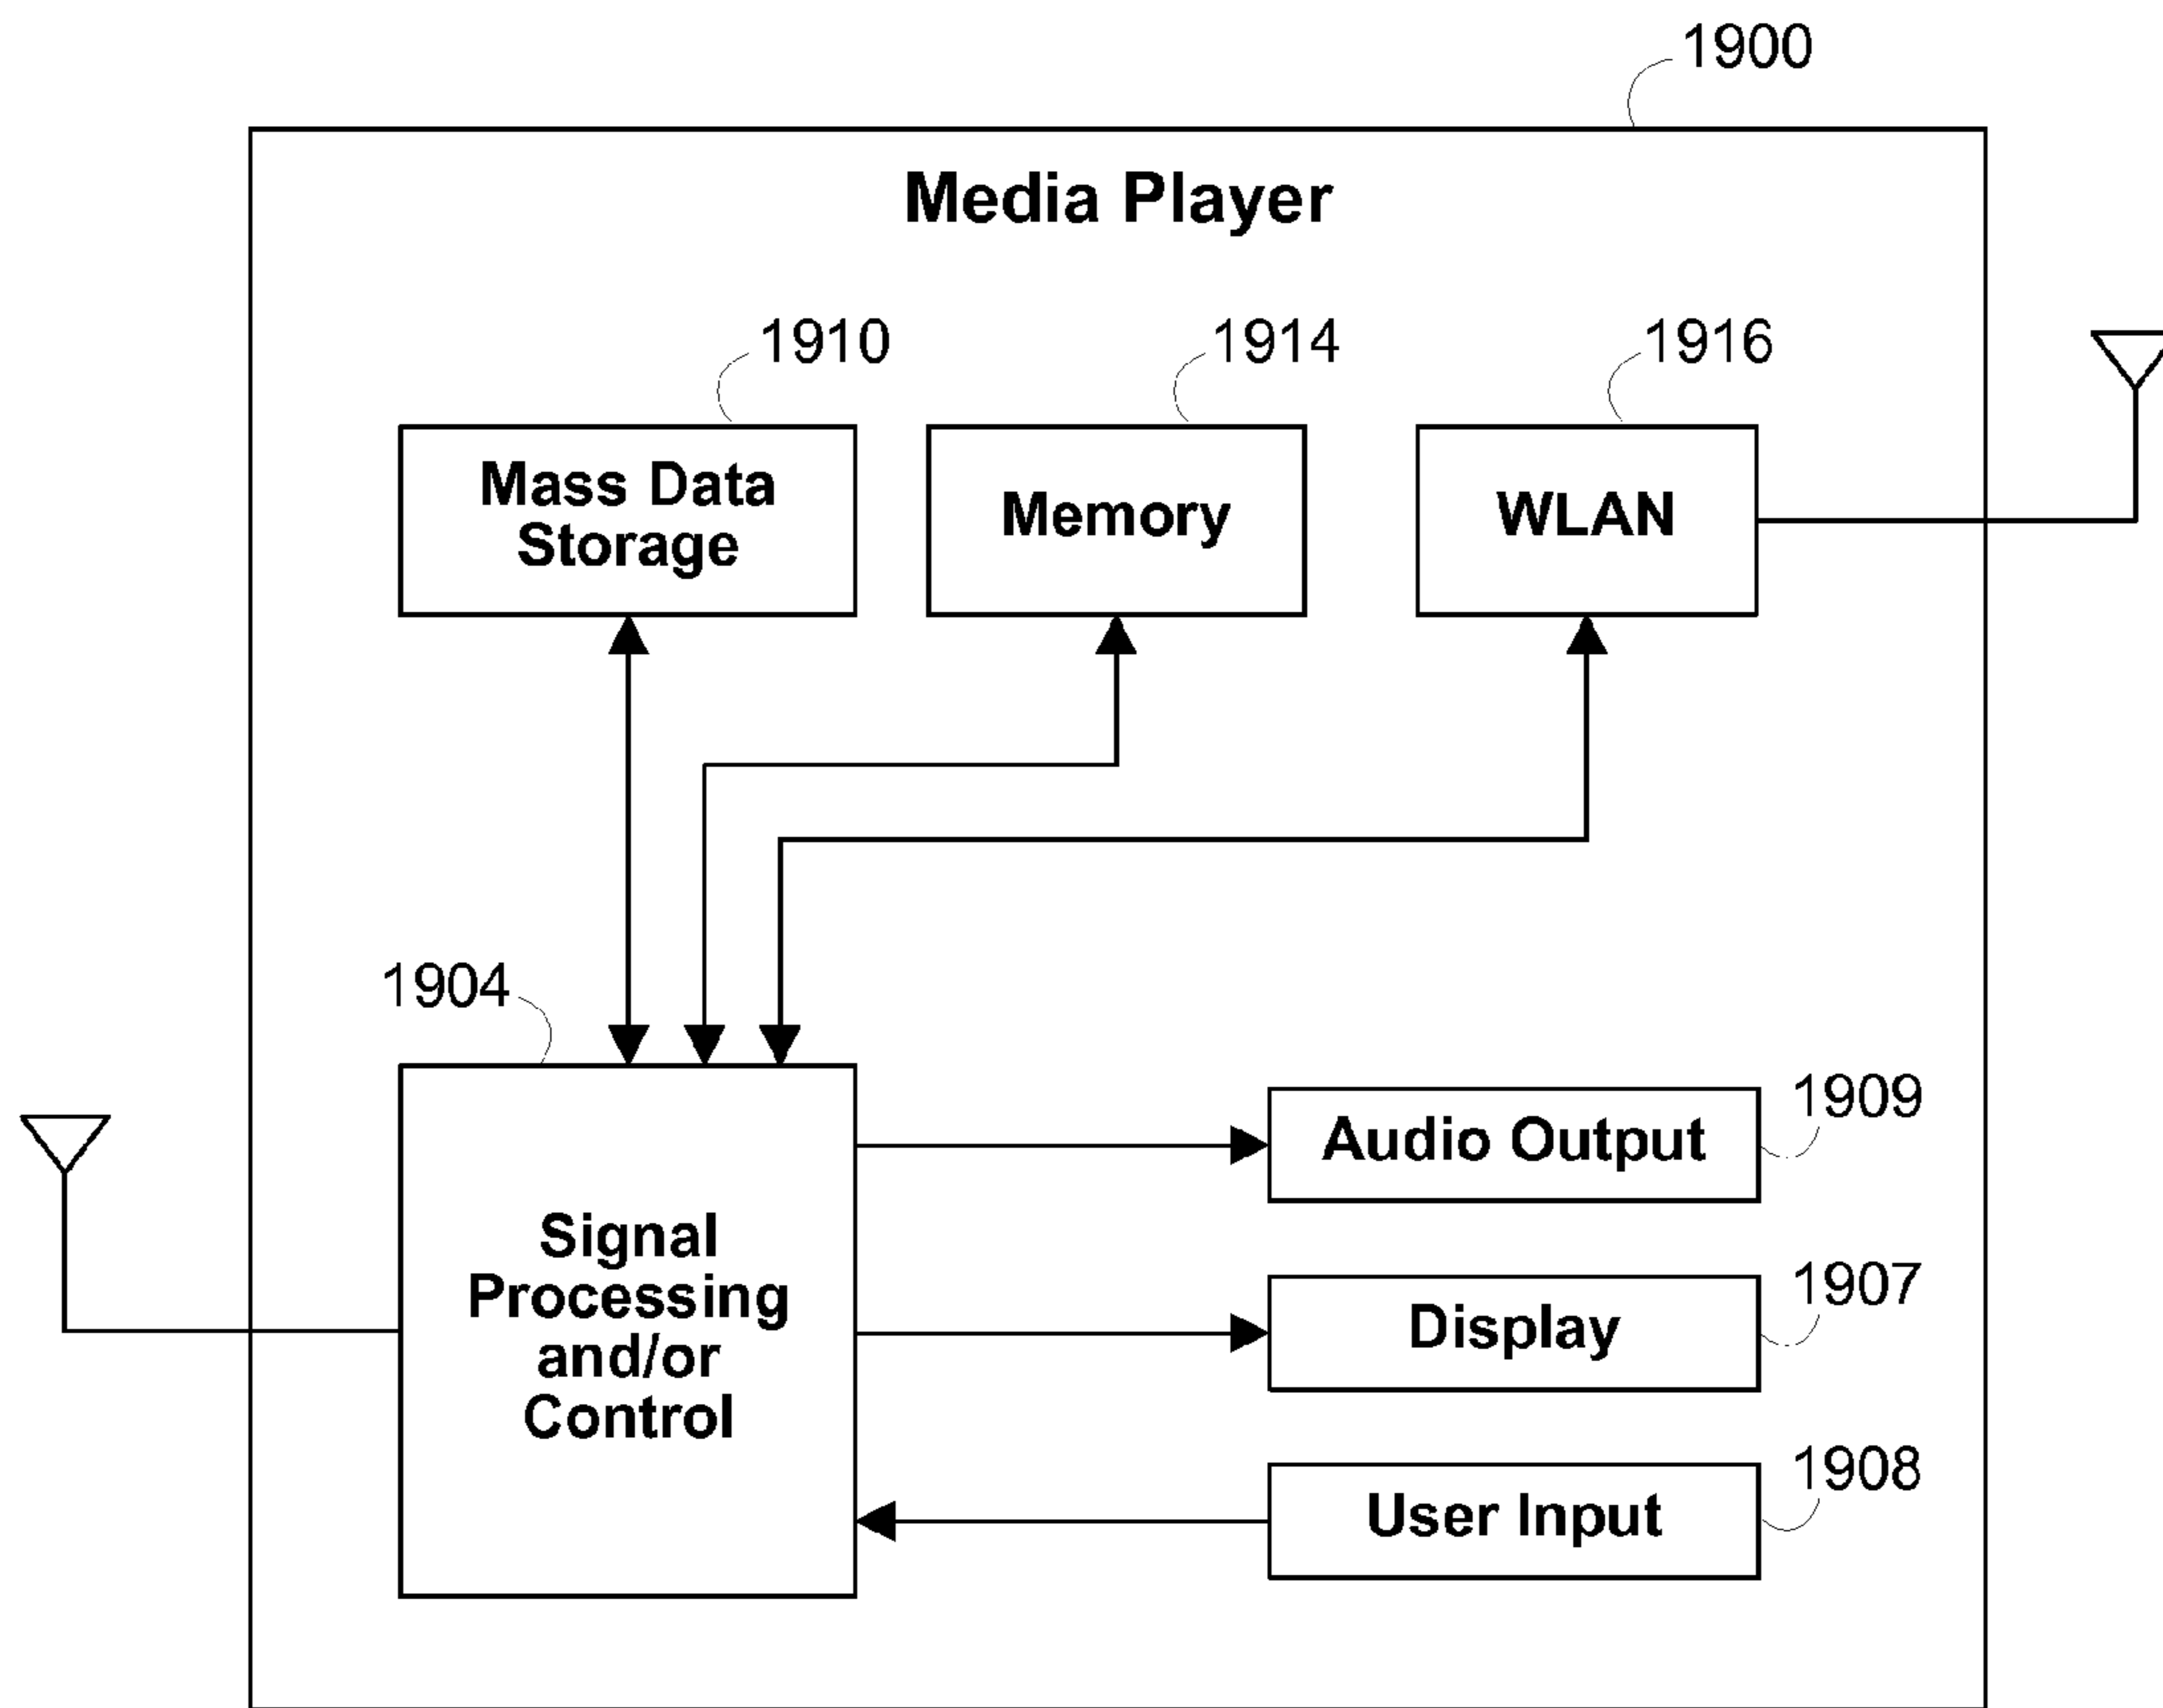 1900
Media Player
1910
1914
1916
Mass Data
Storage
Memory
WLAN
1904
Signal
Processing
and/or
Control
1909
Audio Output
1907
Display
1908
User Input